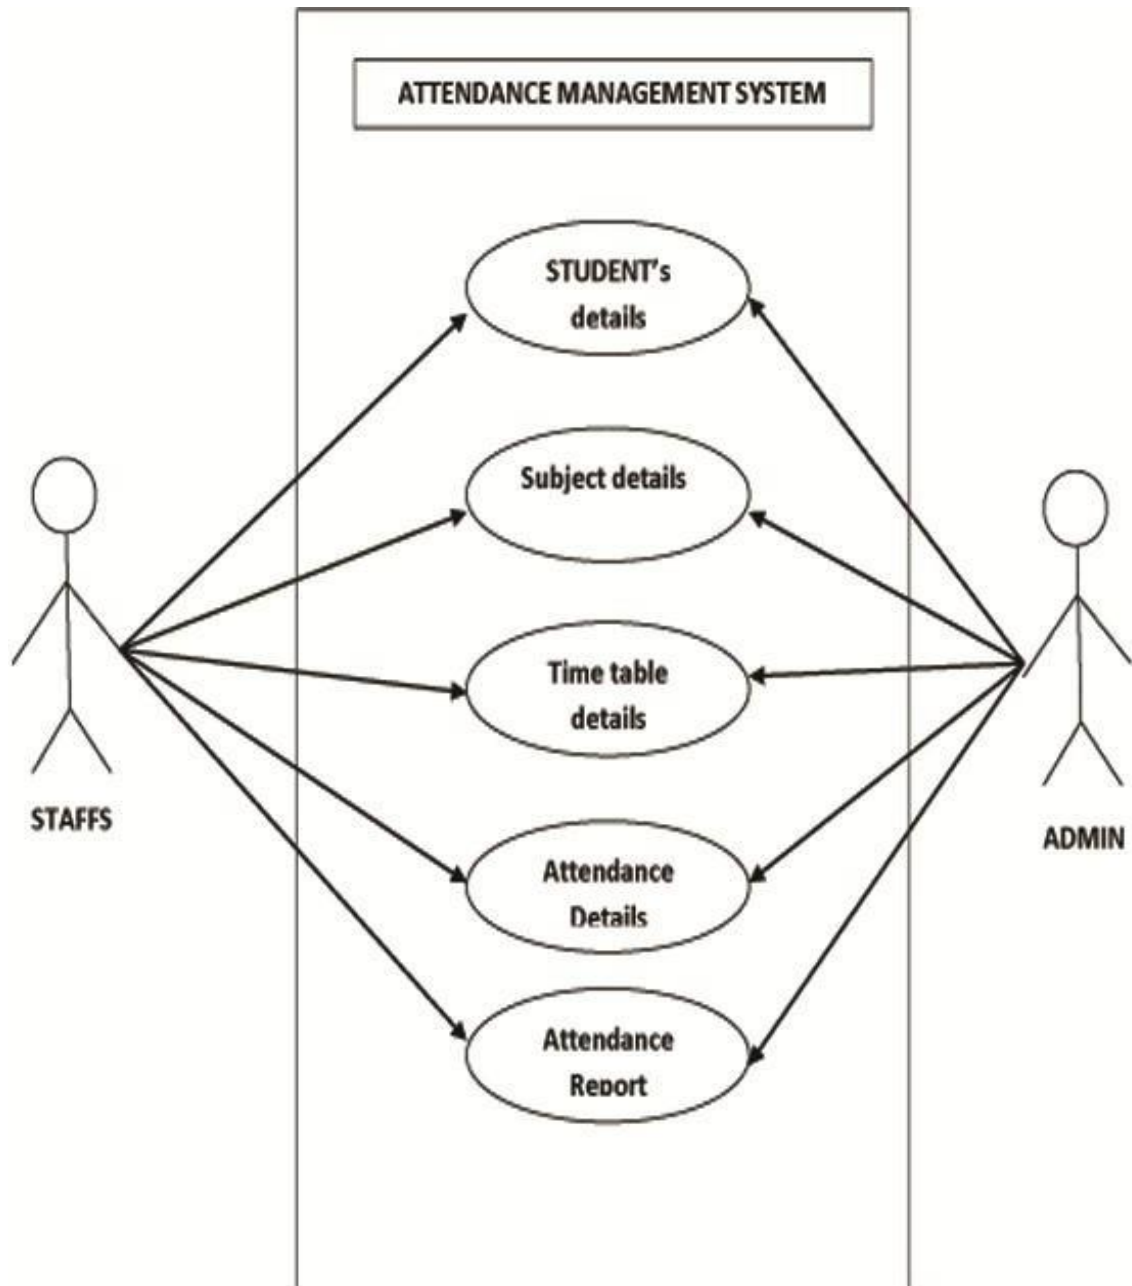 ATTENDANCE MANAGEMENT SYSTEM
STUDENT's
details
Subject details
Time table
details
STAFFS
ADMIN
Attendance
Details
Attendance
Report